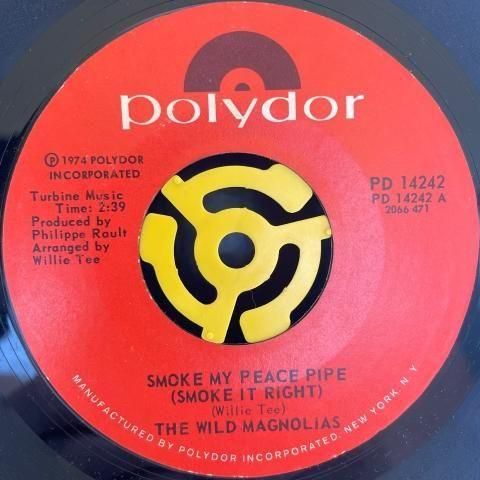 polydor
℗ 1974 POLYDOR
INCORPORATED
Turbine Music
Time: 2:39
Produced by
Philippe Rault
Arranged by
Willie Tee
PD 14242
PD 14242 A
2066 471
SMOKE MY PEACE PIPE
(SMOKE IT RIGHT)
(Willie Tee)
THE WILD MAGNOLIAS
MANUFACTURED BY POLYDOR INCORPORATED. NEW YORK. N. Y